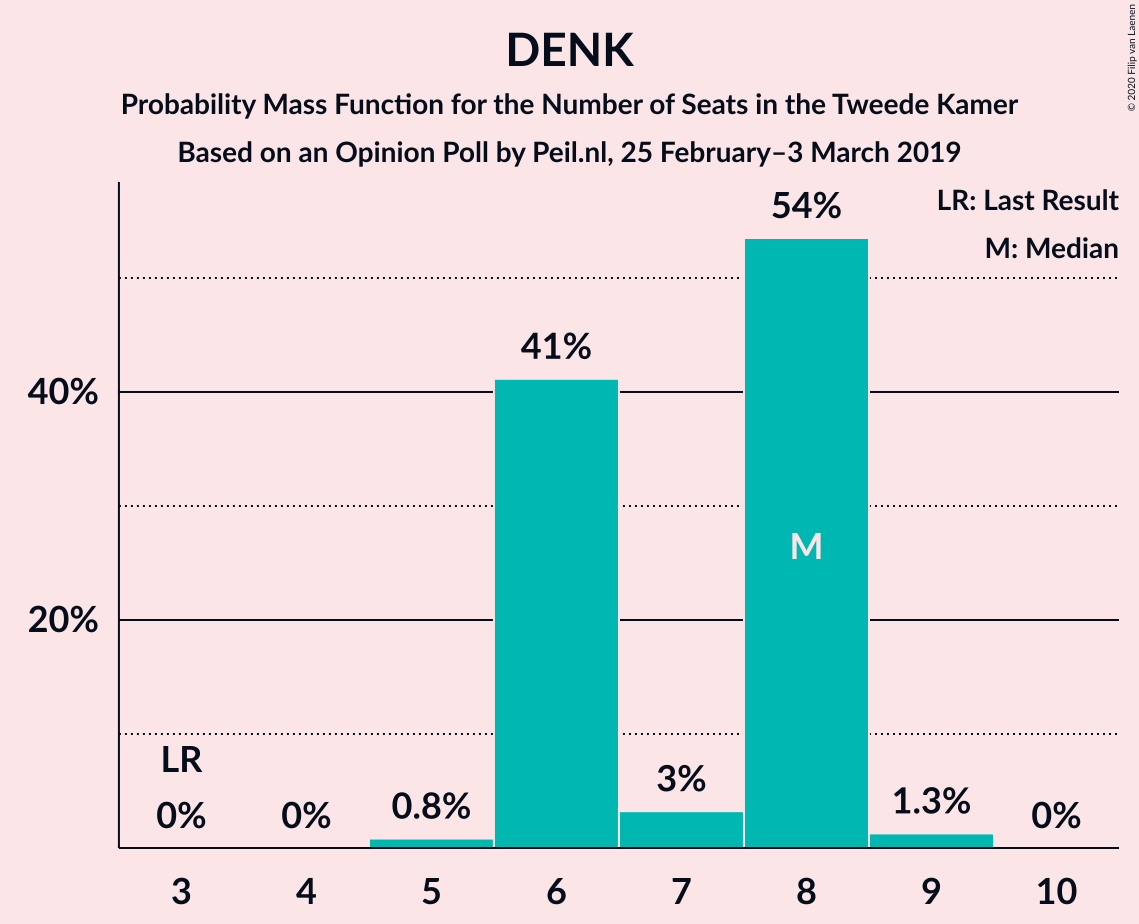 DENK
Probability Mass Function for the Number of Seats in the Tweede Kamer
Based on an Opinion Poll by Peil.nl, 25 February–3 March 2019
© 2020 Filip van Laenen
LR: Last Result
M: Median
54%
41%
40%
M
20%
LR
0%
0%
0.8%
3%
1.3%
0%
3 4 5 6 7 8 9 10